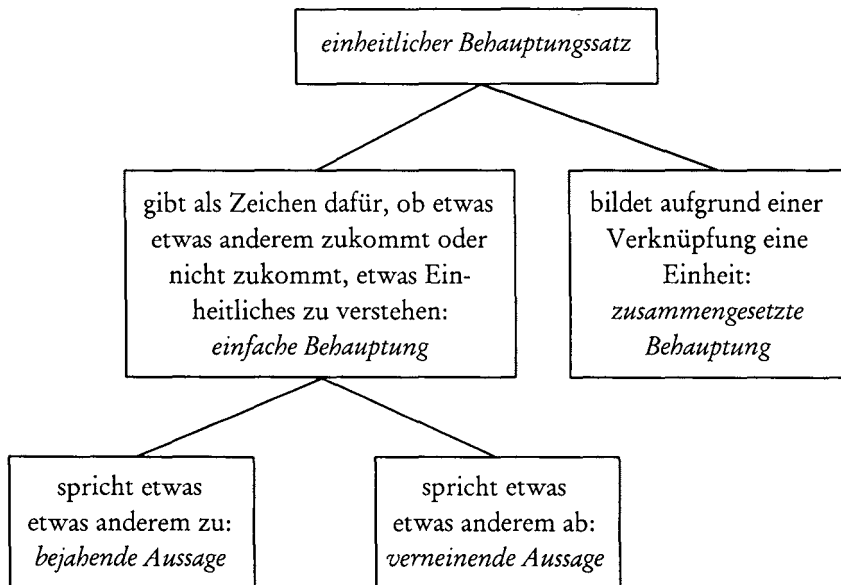 einheitlicher Behauptungssatz
gibt als Zeichen dafür, ob etwas
etwas anderem zukommt oder
nicht zukommt, etwas Ein-
heitliches zu verstehen:
einfache Behauptung
bildet aufgrund einer
Verknüpfung eine
Einheit:
zusammengesetzte
Behauptung
spricht etwas
etwas anderem zu:
bejahende Aussage
spricht etwas
etwas anderem ab:
verneinende Aussage